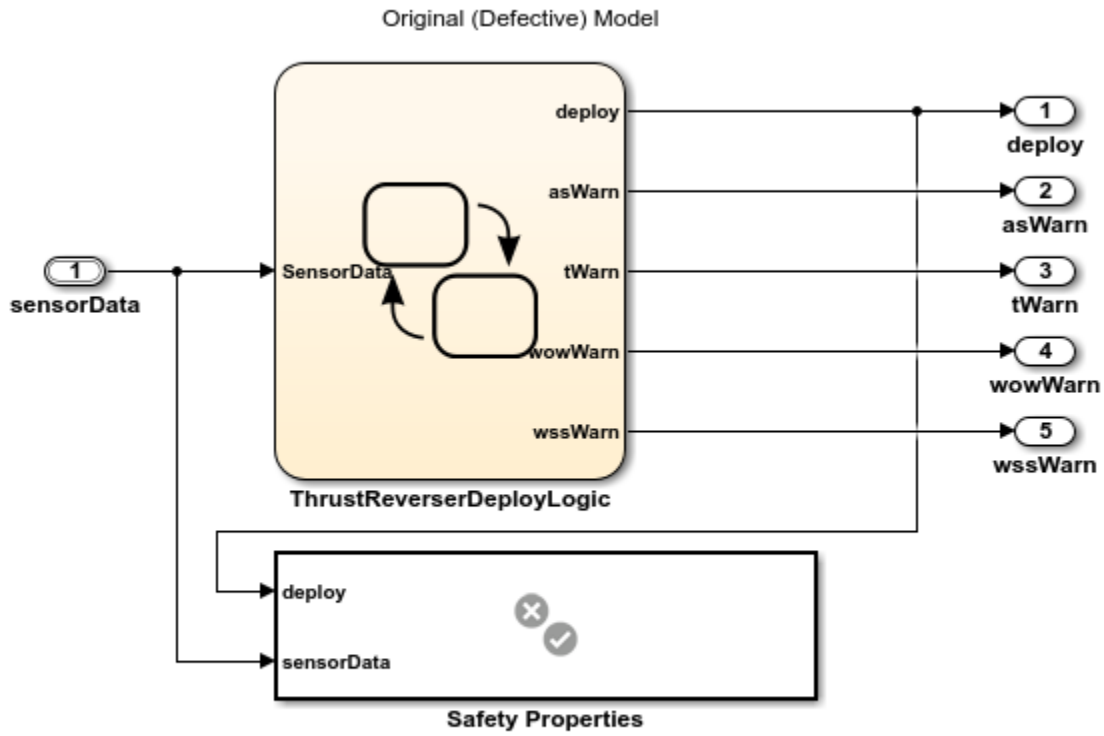 Original (Defective) Model
deploy
1
deploy
asWarn
2
asWarn
1
sensorData
SensorData
tWarn
3
tWarn
wowWarn
4
wowWarn
wssWarn
5
wssWarn
ThrustReverserDeployLogic
deploy
sensorData
Safety Properties